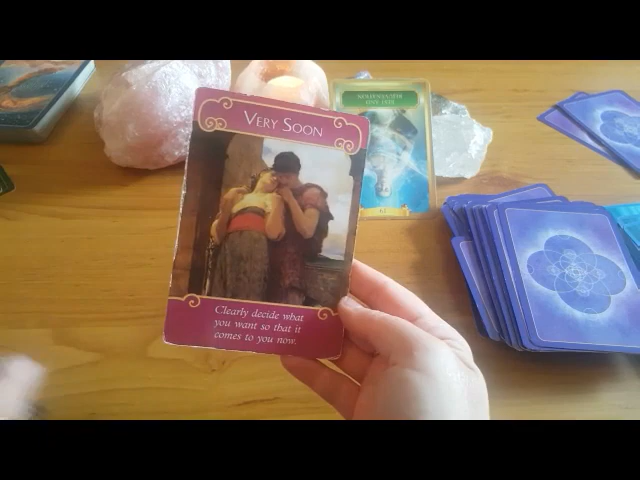 VERY SOON
Clearly decide what
you want so that it
comes to you now.